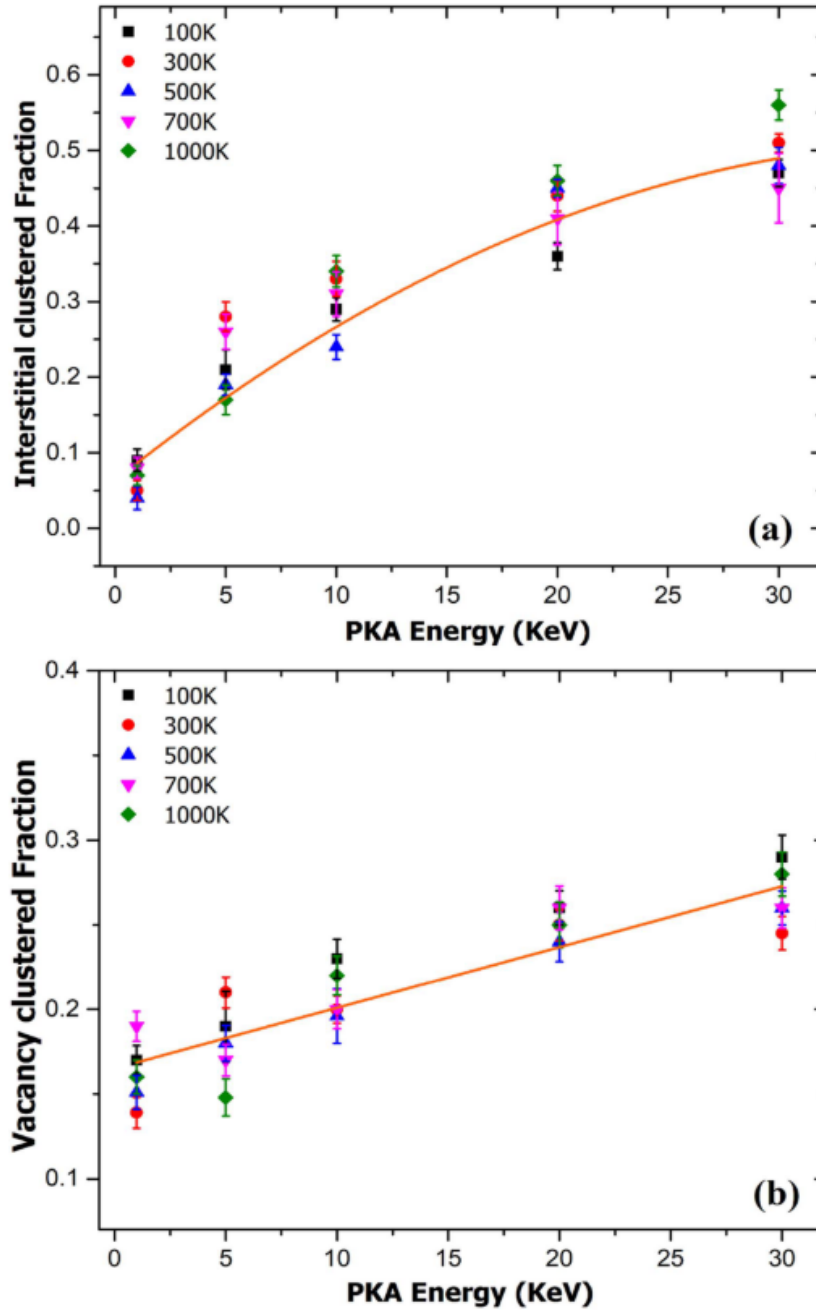 100K
300K
500K
700K
1000K
0.6
0.5
0.4
0.3
0.2
0.1
0.0
Interstitial clustered Fraction
(a)
0 5 10 15 20 25 30
PKA Energy (KeV)
100K
300K
500K
700K
1000K
0.4
0.3
0.2
0.1
Vacancy clustered Fraction
(b)
0 5 10 15 20 25 30
PKA Energy (KeV)